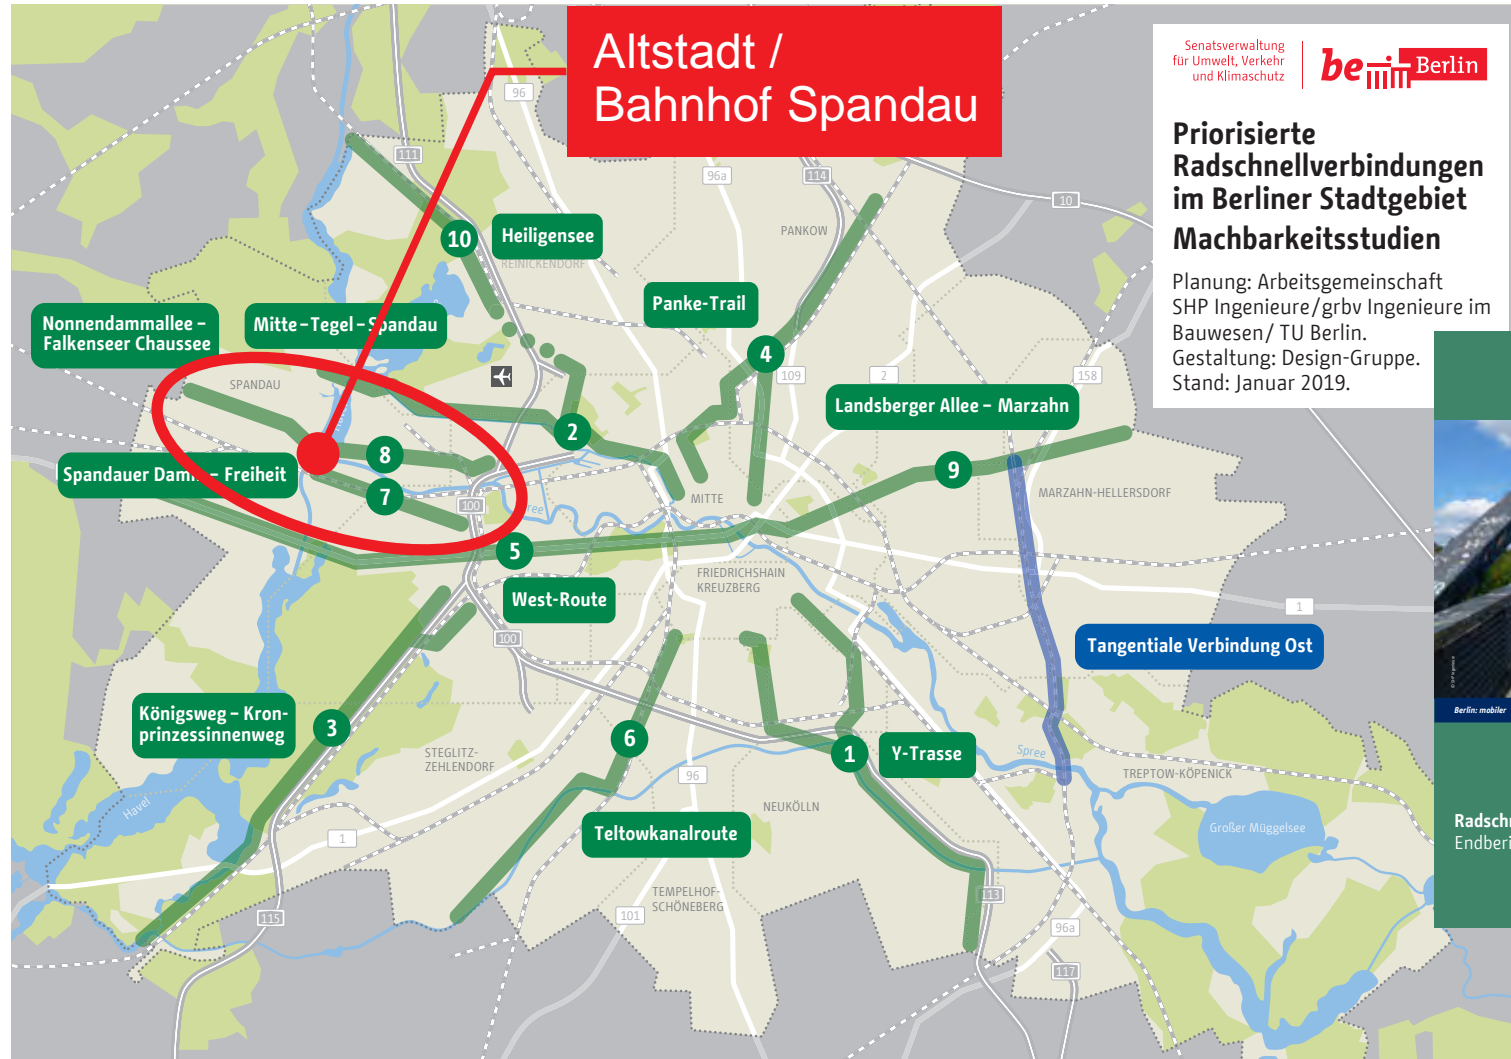 Altstadt /
Bahnhof Spandau
Senatsverwaltung
für Umwelt, Verkehr
und Klimaschutz
be Berlin
Priorisierte
Radschnellverbindungen
im Berliner Stadtgebiet
Machbarkeitsstudien
Planung: Arbeitsgemeinschaft
SHP Ingenieure/grbv Ingenieure im
Bauwesen/ TU Berlin.
Gestaltung: Design-Gruppe.
Stand: Januar 2019.
96
111
96a
114
10
PANKOW
10
Heiligensee
REINICKENDORF
Panke-Trail
Nonnendammallee –
Falkenseer Chaussee
Mitte – Tegel – Spandau
4
109
2
158
SPANDAU
Landsberger Allee – Marzahn
2
8
9
Spandauer Damm – Freiheit
7
100
Spree
MITTE
MARZAHN-HELLERSDORF
5
FRIEDRICHSHAIN
KREUZBERG
West-Route
1
100
Tangentiale Verbindung Ost
Königsweg – Kron-
prinzessinnenweg
3
6
STEGLITZ-
ZEHLENDORF
1
Y-Trasse
Spree
TREPTOW-KÖPENICK
96
NEUKÖLLN
Havel
1
Teltowkanalroute
Großer Müggelsee
TEMPELHOF-
SCHÖNEBERG
113
115
101
96a
117
Berlin: mobiler
Radschn
Endberi